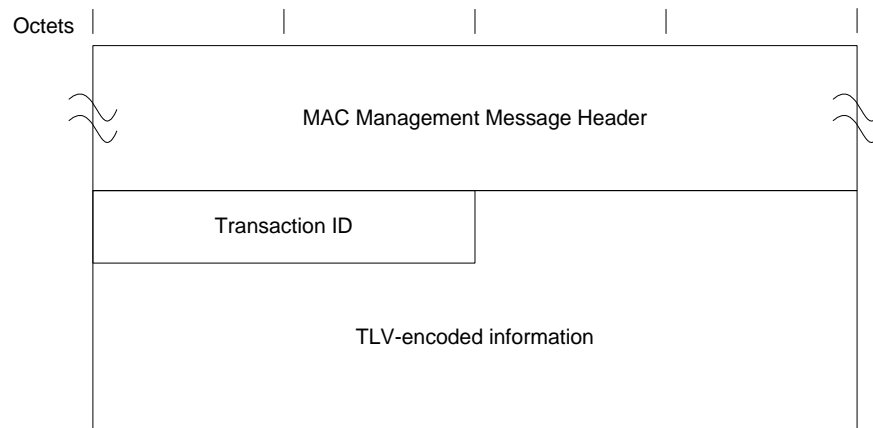 Octets
MAC Management Message Header
Transaction ID
TLV-encoded information